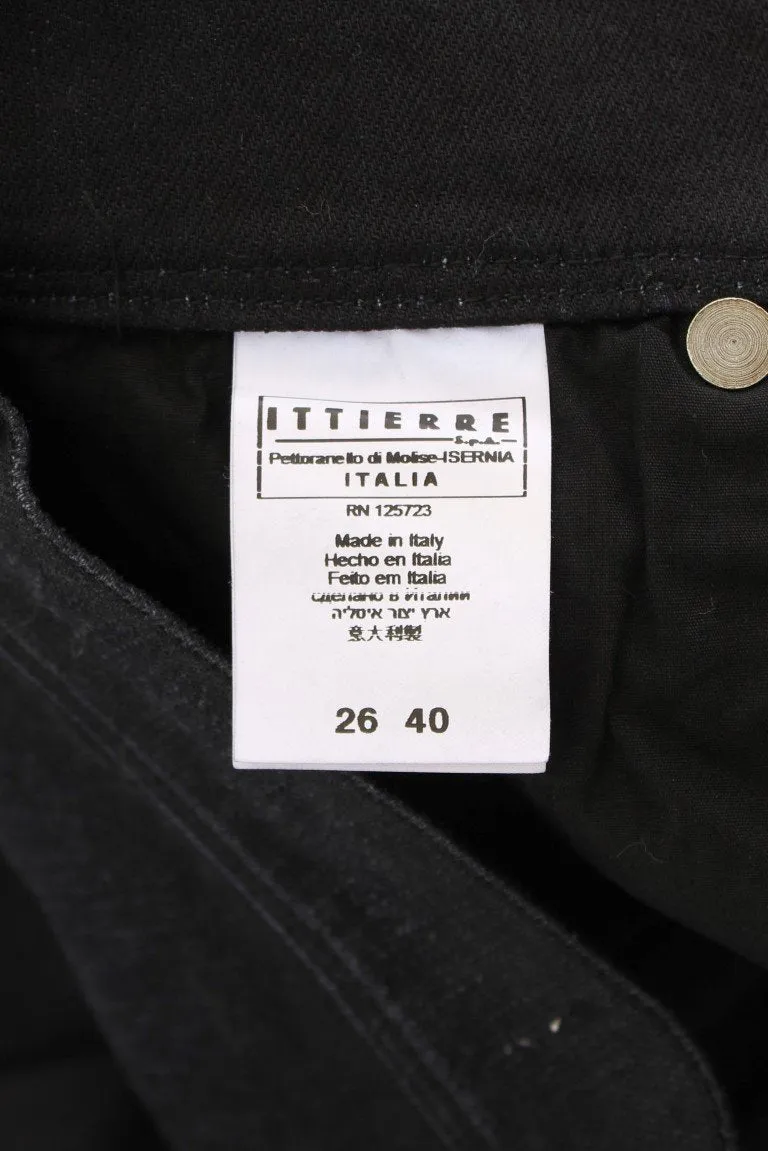 ITTIERRE
S.p.A.
Pettoranello di Molise-ISERNIA
ITALIA
RN 125723
Made in Italy
Hecho en Italia
Feito em Italia
Сделано в Италии
ארץ יצור איטליה
意大利製
26 40